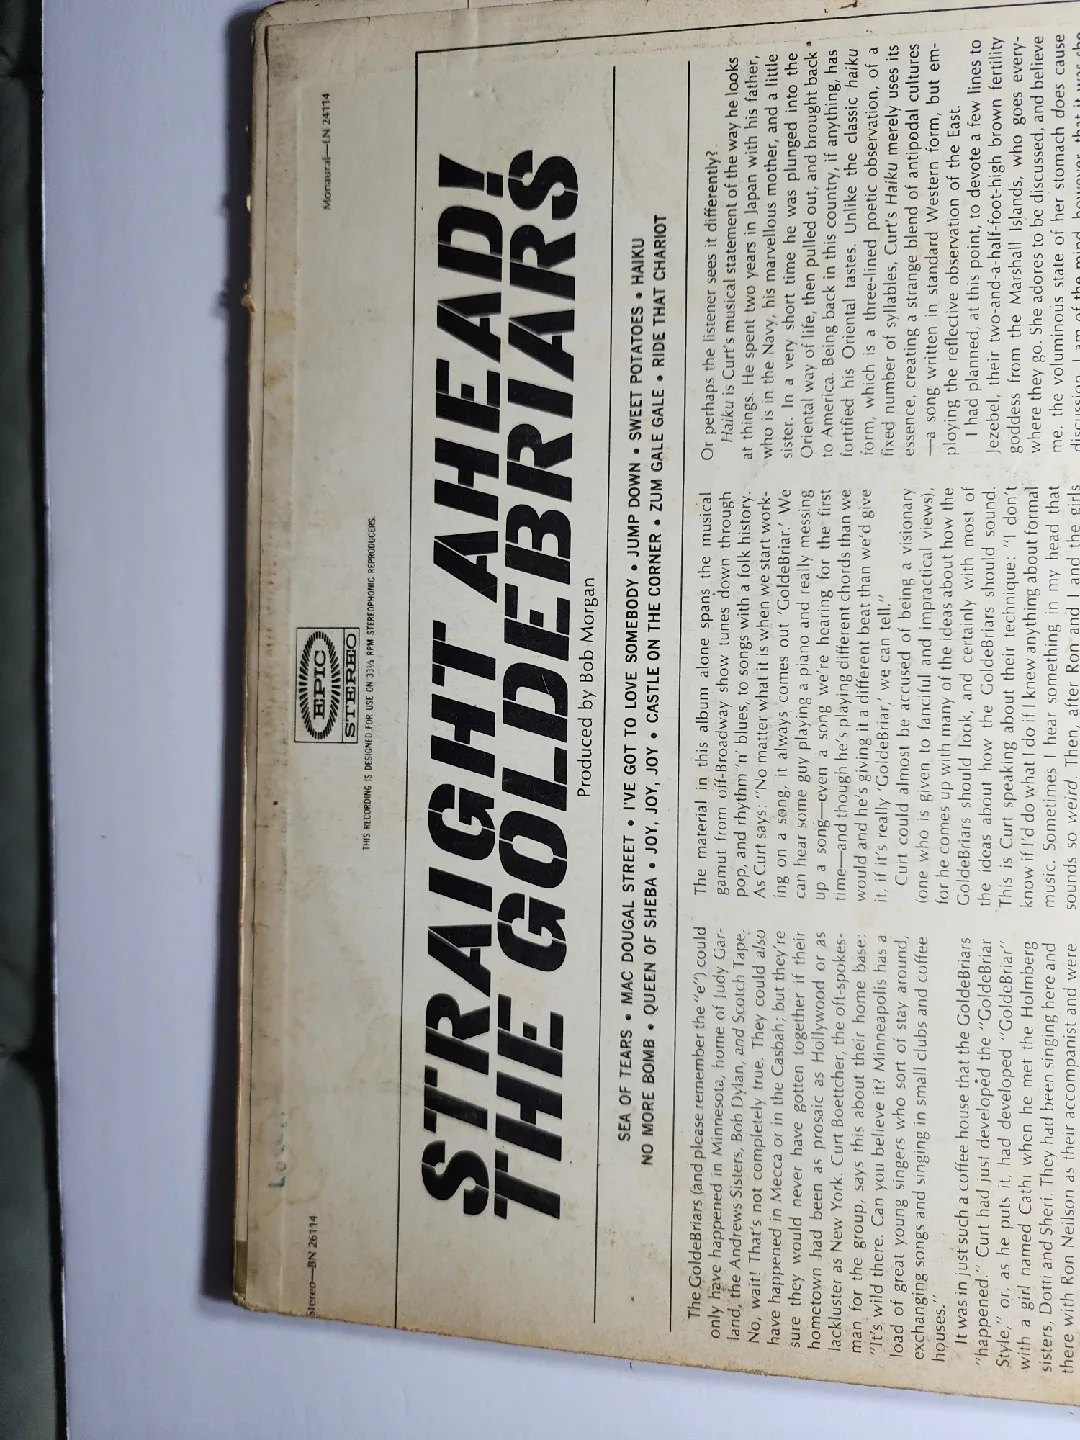 Stereo—BN 26114
Monaural—LN 24114
EPIC
STEREO
THIS RECORDING IS DESIGNED FOR USE ON 33⅓ RPM STEREOPHONIC REPRODUCERS.
STRAIGHT AHEAD!
THE GOLDEBRIARS
Produced by Bob Morgan
SEA OF TEARS • MAC DOUGAL STREET • I'VE GOT TO LOVE SOMEBODY • JUMP DOWN • SWEET POTATOES • HAIKU
NO MORE BOMB • QUEEN OF SHEBA • JOY, JOY, JOY • CASTLE ON THE CORNER • ZUM GALE GALE • RIDE THAT CHARIOT
The GoldeBriars (and please remember the "e") could
only have happened in Minnesota, home of Judy Gar-
land, the Andrews Sisters, Bob Dylan, and Scotch Tape.
No, wait! That's not completely true. They could also
have happened in Mecca or in the Casbah; but they're
sure they would never have gotten together if their
hometown had been as prosaic as Hollywood or as
lackluster as New York. Curt Boettcher, the oft-spokes-
man for the group, says this about their home base:
"It's wild there. Can you believe it? Minneapolis has a
load of great young singers who sort of stay around,
exchanging songs and singing in small clubs and coffee
houses."
It was in just such a coffee house that the GoldeBriars
"happened." Curt had just developed the "GoldeBriar
Style," or, as he puts it, had developed "GoldeBriar"
with a girl named Cathi when he met the Holmberg
sisters, Dotti and Sheri. They had been singing here and
there with Ron Neilson as their accompanist and were
The material in this album alone spans the musical
gamut from off-Broadway show tunes down through
pop, and rhythm 'n' blues, to songs with a folk history.
As Curt says: "No matter what it is when we start work-
ing on a song, it always comes out 'GoldeBriar.' We
can hear some guy playing a piano and really messing
up a song—even a song we're hearing for the first
time—and though he's playing different chords than we
would and he's giving it a different beat than we'd give
it, if it's really 'GoldeBriar,' we can tell."
Curt could almost be accused of being a visionary
(one who is given to fanciful and impractical views),
for he comes up with many of the ideas about how the
GoldeBriars should look, and certainly with most of
the ideas about how the GoldeBriars should sound.
This is Curt speaking about their technique: "I don't
know if I'd do what I do if I knew anything about formal
music. Sometimes I hear something in my head that
sounds so weird. Then, after Ron and I and the girls
Or perhaps the listener sees it differently?
Haiku is Curt's musical statement of the way he looks
at things. He spent two years in Japan with his father,
who is in the Navy, his marvellous mother, and a little
sister. In a very short time he was plunged into the
Oriental way of life, then pulled out, and brought back
to America. Being back in this country, if anything, has
fortified his Oriental tastes. Unlike the classic haiku
form, which is a three-lined poetic observation, of a
fixed number of syllables, Curt's Haiku merely uses its
essence, creating a strange blend of antipodal cultures
—a song written in standard Western form, but em-
ploying the reflective observation of the East.
I had planned, at this point, to devote a few lines to
Jezebel, their two-and-a-half-foot-high brown fertility
goddess from the Marshall Islands, who goes every-
where they go. She adores to be discussed, and believe
me, the voluminous state of her stomach does cause
discussion. I am of the mind, however, that it was she